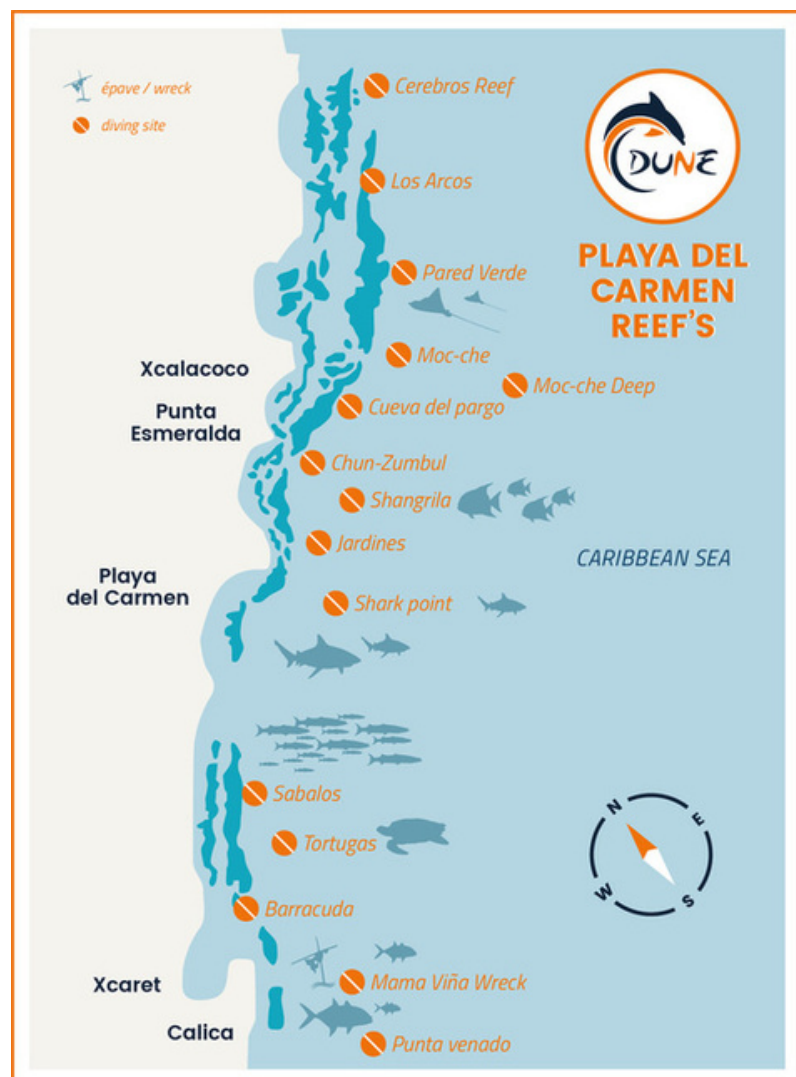 épave / wreck
diving site
Cerebros Reef
DUNE
Los Arcos
PLAYA DEL
CARMEN
REEF'S
Pared Verde
Xcalacoco
Moc-che
Moc-che Deep
Punta
Esmeralda
Cueva del pargo
Chun-Zumbul
Shangrila
Jardines
CARIBBEAN SEA
Playa
del Carmen
Shark point
Sabalos
N
E
Tortugas
W
S
Barracuda
Xcaret
Mama Viña Wreck
Calica
Punta venado